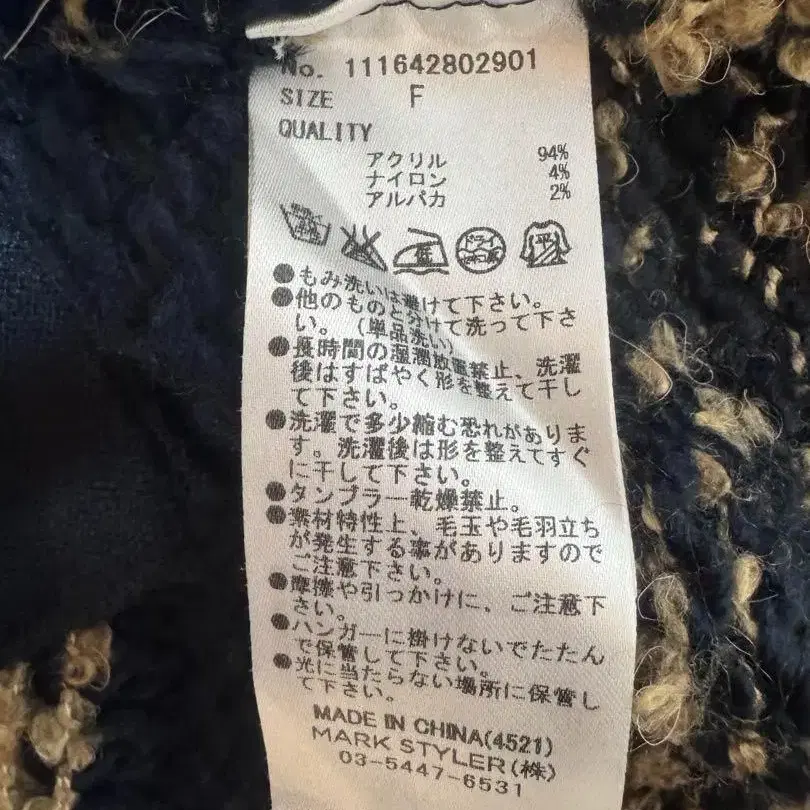 No. 111642802901
SIZE F
QUALITY
アクリル 94%
ナイロン 4%
アルパカ 2%
ドライ
平
●もみ洗いは避けて下さい。
●他のものと分けて洗って下さ
い。(単品洗い)
●長時間の湿潤放置禁止、洗濯
後はすばやく形を整えて干し
て下さい。
●洗濯で多少縮む恐れがありま
す。洗濯後は形を整えてすぐ
に干して下さい。
●タンブラー乾燥禁止。
●素材特性上、毛玉や毛羽立ち
が発生する事がありますので
ご注意下さい。
●摩擦や引っかけに、ご注意下
さい。
●ハンガーに掛けないでたたん
で保管して下さい。
●光に当たらない場所に保管し
て下さい。
MADE IN CHINA(4521)
MARK STYLER(株)
03-5447-6531